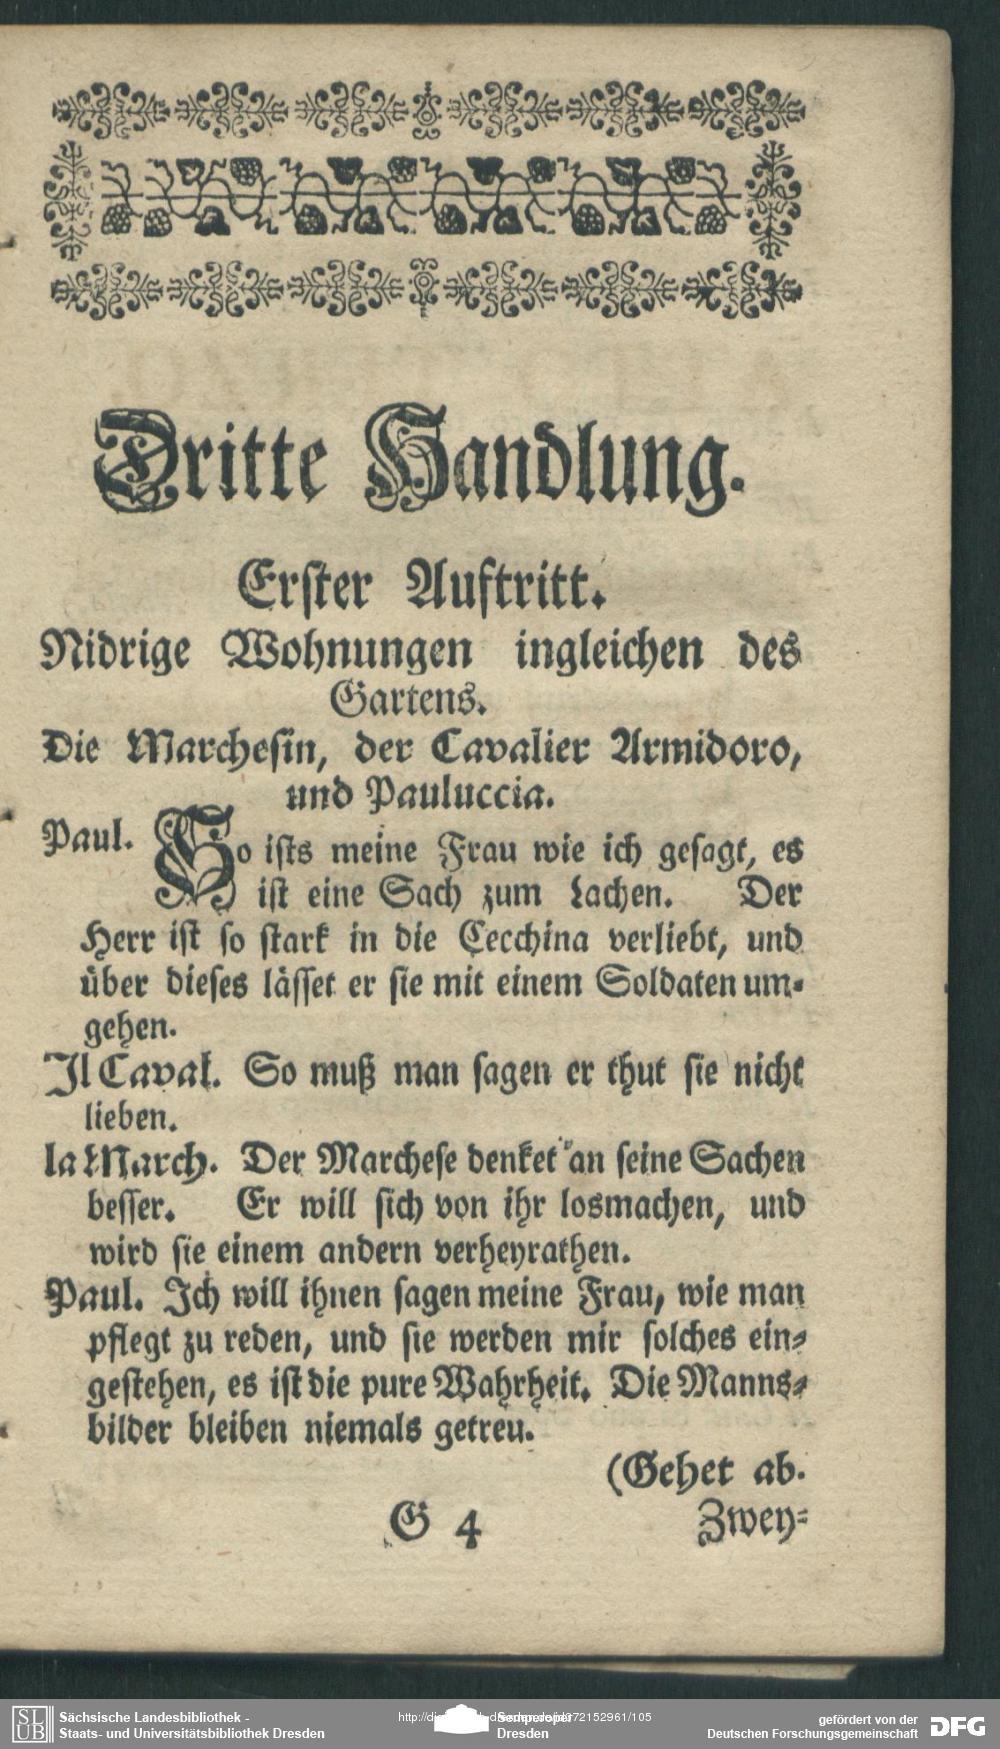 Dritte Handlung.
Erster Auftritt.
Nidrige Wohnungen ingleichen des
Gartens.
Die Marchesin, der Cavalier Armidoro,
und Pauluccia.
Paul. So ists meine Frau wie ich gesagt, es
ist eine Sach zum Lachen. Der
Herr ist so stark in die Cecchina verliebt, und
über dieses lässet er sie mit einem Soldaten um-
gehen.
Il Caval. So muß man sagen er thut sie nicht
lieben.
la March. Der Marchese denket an seine Sachen
besser. Er will sich von ihr losmachen, und
wird sie einem andern verheyrathen.
Paul. Ich will ihnen sagen meine Frau, wie man
pflegt zu reden, und sie werden mir solches ein-
gestehen, es ist die pure Wahrheit. Die Manns-
bilder bleiben niemals getreu.
(Gehet ab.
G 4 Zwey-
SLUB Sächsische Landesbibliothek -
Staats- und Universitätsbibliothek Dresden
Semperoper
Dresden
gefördert von der
Deutschen Forschungsgemeinschaft
DFG